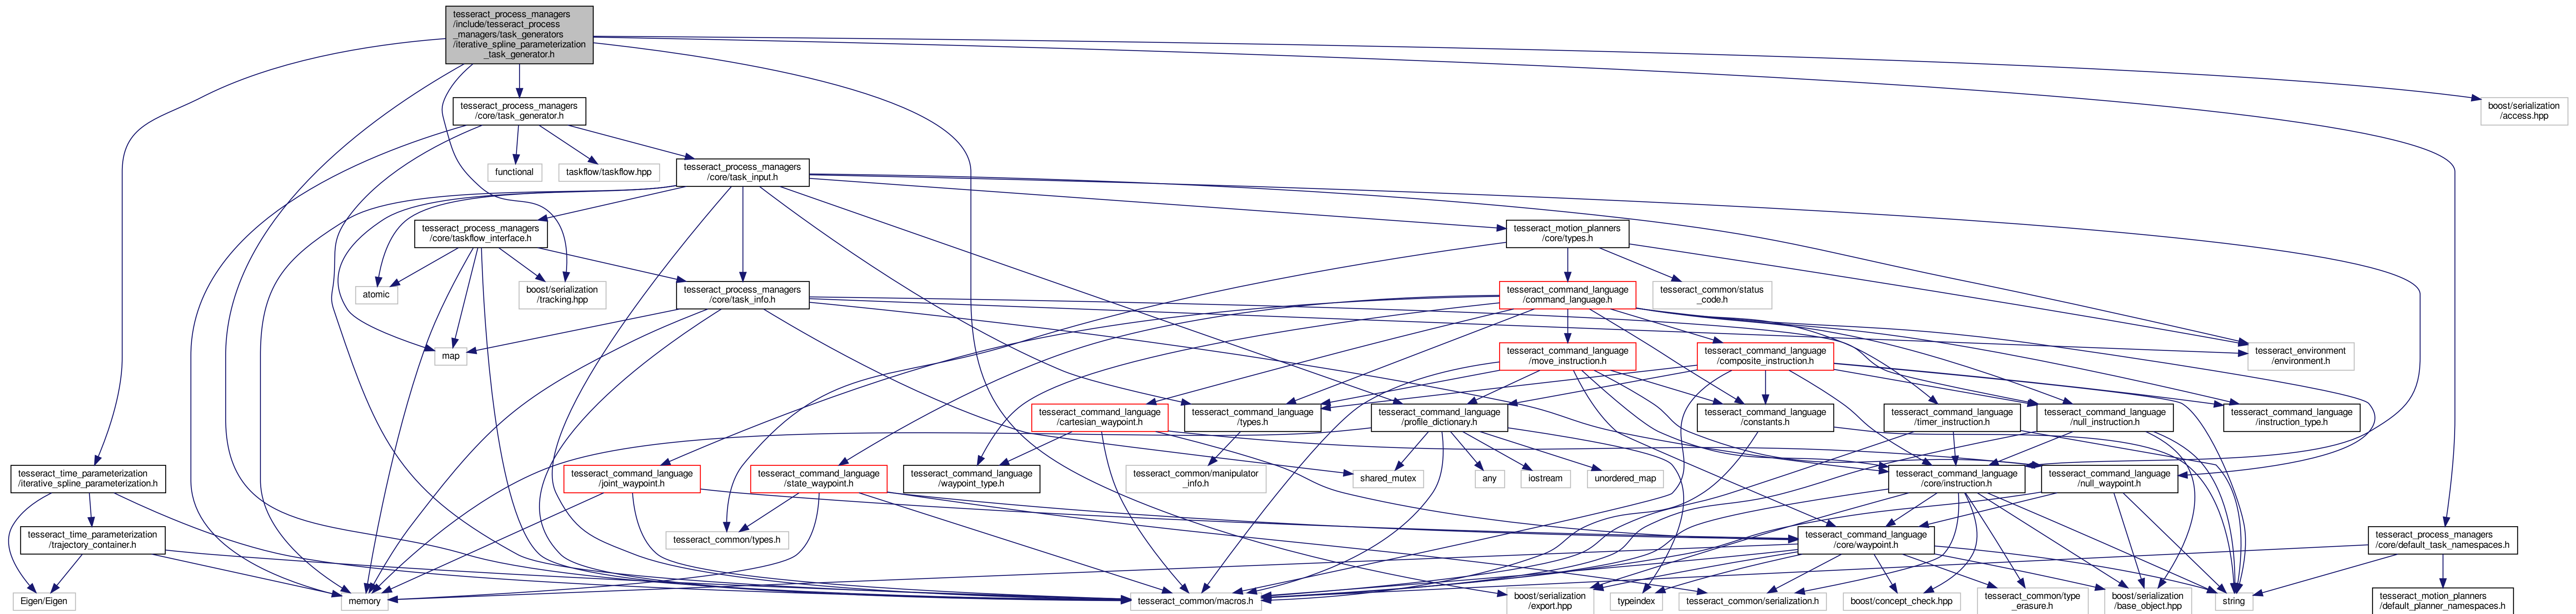 tesseract_process_managers
/include/tesseract_process
_managers/task_generators
/iterative_spline_parameterization
_task_generator.h
tesseract_process_managers
/core/task_generator.h
boost/serialization
/access.hpp
functional
taskflow/taskflow.hpp
tesseract_process_managers
/core/task_input.h
tesseract_process_managers
/core/taskflow_interface.h
tesseract_motion_planners
/core/types.h
atomic
boost/serialization
/tracking.hpp
tesseract_process_managers
/core/task_info.h
tesseract_command_language
/command_language.h
tesseract_common/status
_code.h
map
tesseract_command_language
/move_instruction.h
tesseract_command_language
/composite_instruction.h
tesseract_environment
/environment.h
tesseract_command_language
/cartesian_waypoint.h
tesseract_command_language
/types.h
tesseract_command_language
/profile_dictionary.h
tesseract_command_language
/constants.h
tesseract_command_language
/timer_instruction.h
tesseract_command_language
/null_instruction.h
tesseract_command_language
/instruction_type.h
tesseract_time_parameterization
/iterative_spline_parameterization.h
tesseract_command_language
/joint_waypoint.h
tesseract_command_language
/state_waypoint.h
tesseract_command_language
/waypoint_type.h
tesseract_common/manipulator
_info.h
shared_mutex
any
iostream
unordered_map
tesseract_command_language
/core/instruction.h
tesseract_command_language
/null_waypoint.h
tesseract_time_parameterization
/trajectory_container.h
tesseract_common/types.h
tesseract_command_language
/core/waypoint.h
tesseract_process_managers
/core/default_task_namespaces.h
Eigen/Eigen
memory
tesseract_common/macros.h
boost/serialization
/export.hpp
typeindex
tesseract_common/serialization.h
boost/concept_check.hpp
tesseract_common/type
_erasure.h
boost/serialization
/base_object.hpp
string
tesseract_motion_planners
/default_planner_namespaces.h